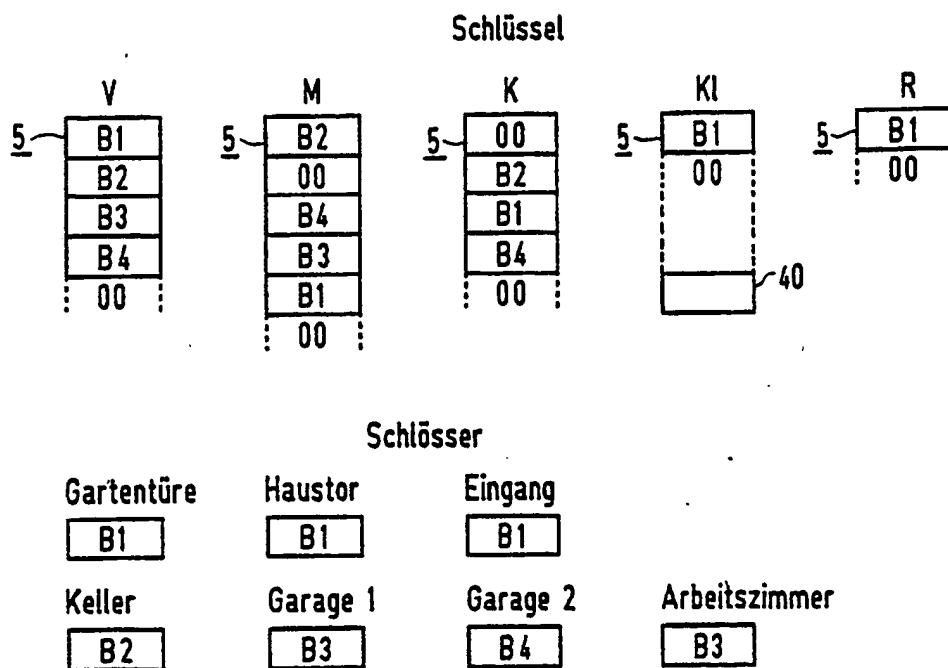 Schlüssel
V M K Kl R
5 B1 5 B2 5 00 5 B1 5 B1
B2 00 B2 00 00
B3 B4 B1
B4 B3 B4 40
00 B1 00
00
Schlösser
Gartentüre Haustor Eingang
B1 B1 B1
Keller Garage 1 Garage 2 Arbeitszimmer
B2 B3 B4 B3